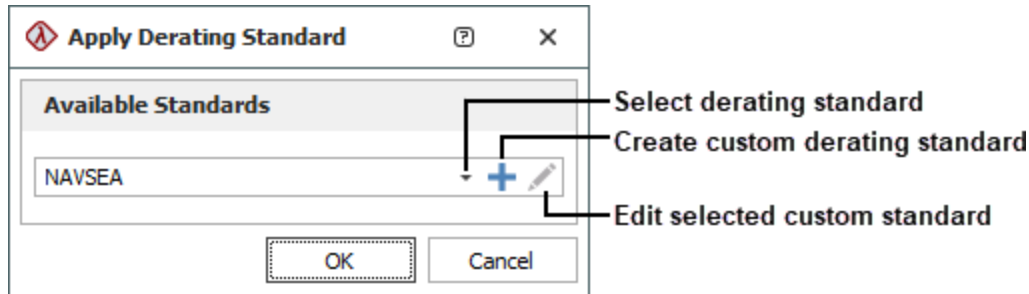 Apply Derating Standard
Available Standards
Select derating standard
Create custom derating standard
NAVSEA
Edit selected custom standard
OK
Cancel